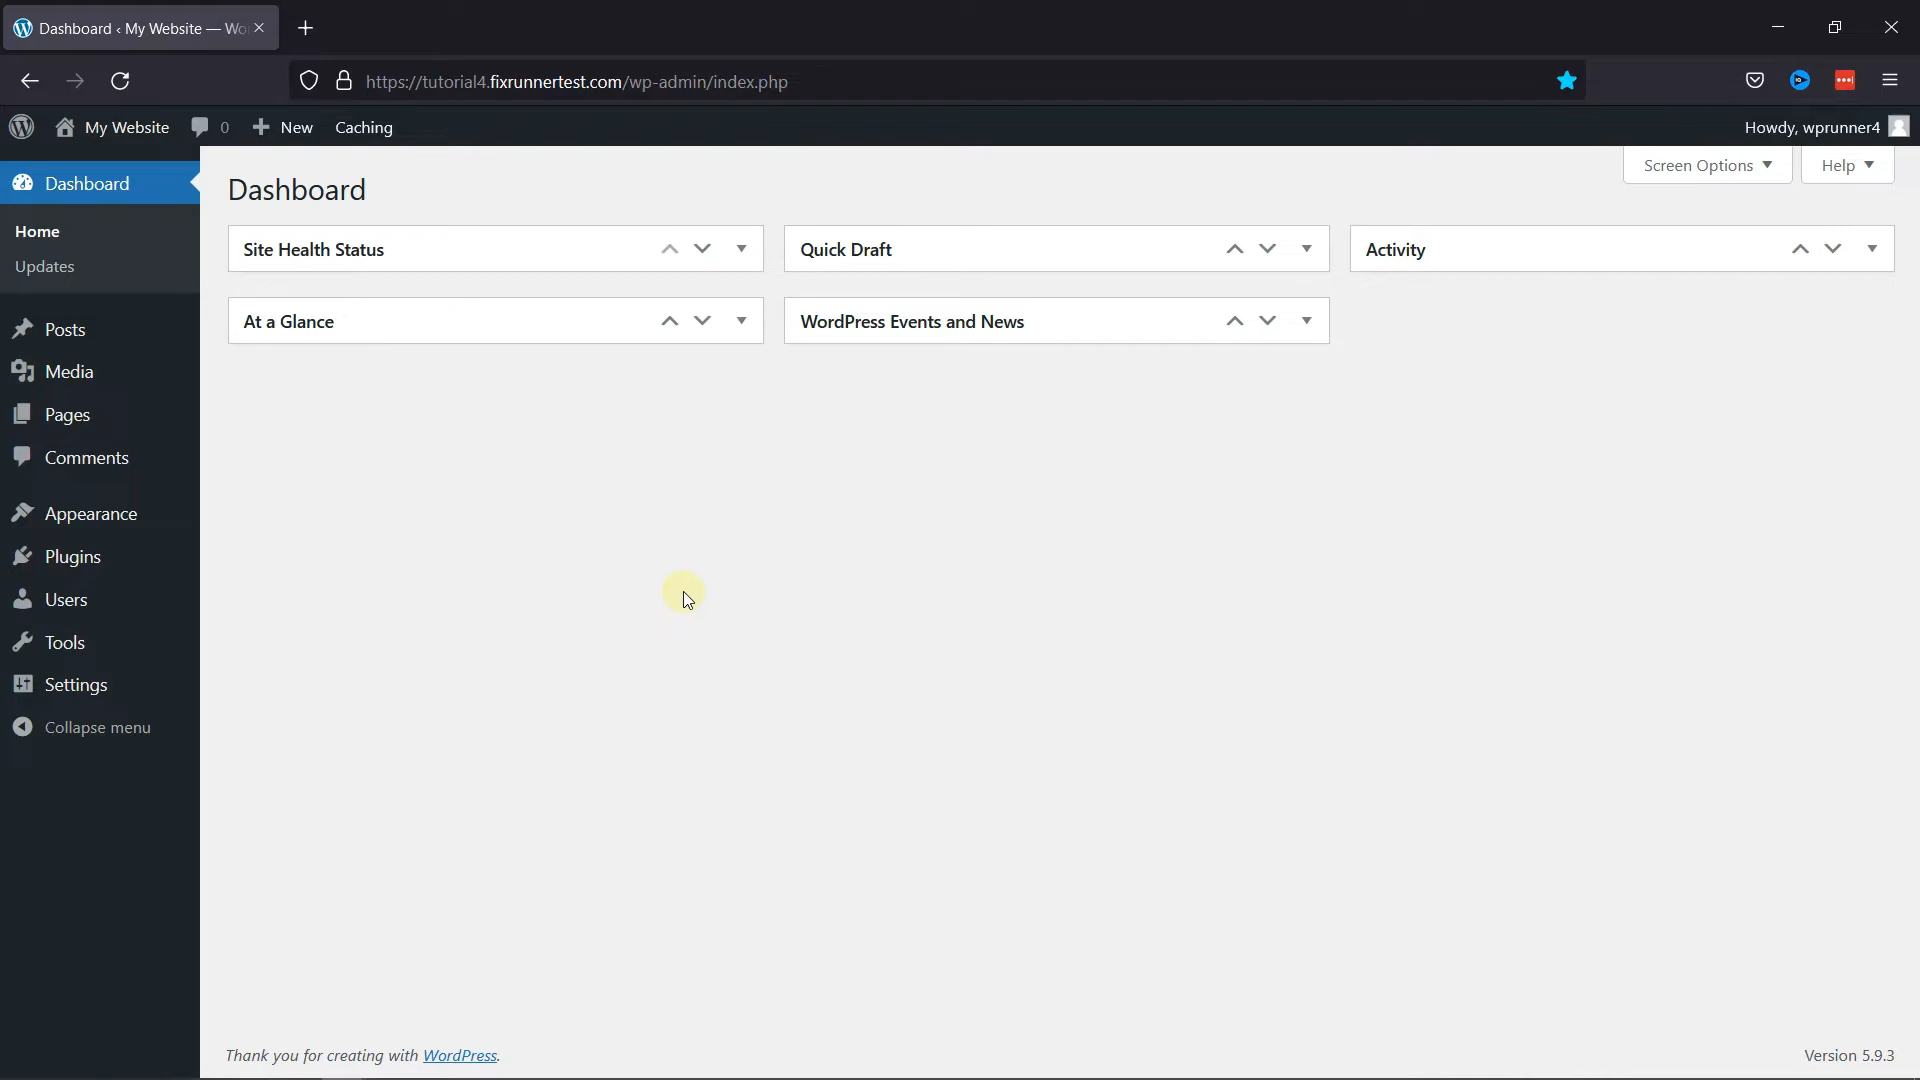 Dashboard ‹ My Website — Wo
https://tutorial4.fixrunnertest.com/wp-admin/index.php
My Website 0 New Caching Howdy, wprunner4
Screen Options Help
Dashboard
Home
Updates
Posts
Media
Pages
Comments
Appearance
Plugins
Users
Tools
Settings
Collapse menu
Dashboard
Site Health Status
Quick Draft
Activity
At a Glance
WordPress Events and News
Thank you for creating with WordPress.
Version 5.9.3